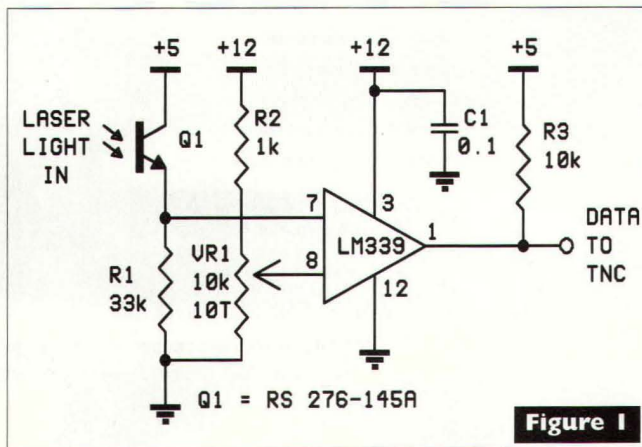 +5
+12
+12
+5
LASER
LIGHT
IN
Q1
R2
1k
C1
0.1
R3
10k
7
3
LM339
1
8
12
DATA
TO
TNC
R1
33k
VR1
10k
10T
Q1 = RS 276-145A
Figure 1